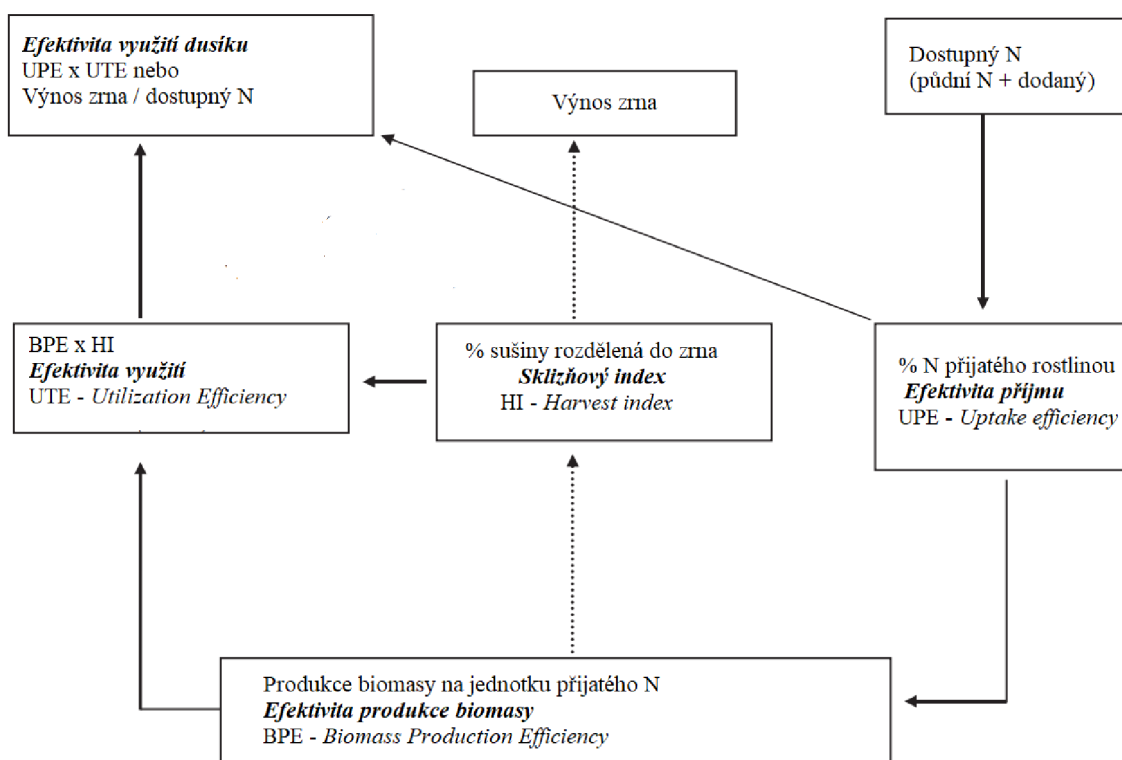 Efektivita využití dusíku
UPE x UTE nebo
Výnos zrna / dostupný N
Výnos zrna
Dostupný N
(půdní N + dodaný)
BPE x HI
Efektivita využití
UTE - Utilization Efficiency
% sušiny rozdělená do zrna
Sklizňový index
HI - Harvest index
% N přijatého rostlinou
Efektivita příjmu
UPE - Uptake efficiency
Produkce biomasy na jednotku přijatého N
Efektivita produkce biomasy
BPE - Biomass Production Efficiency